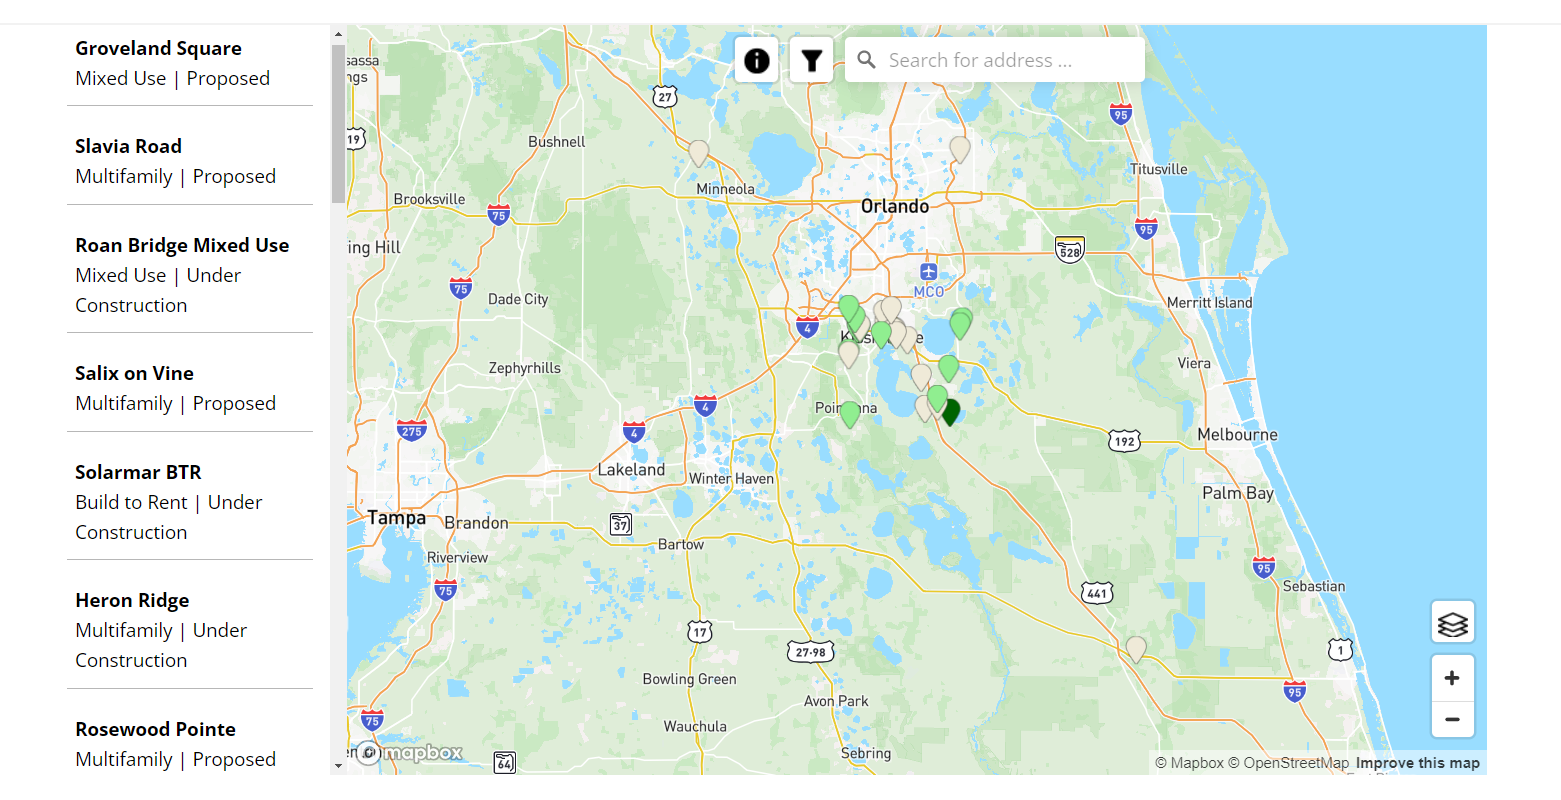 Groveland Square
Mixed Use | Proposed
Slavia Road
Multifamily | Proposed
Roan Bridge Mixed Use
Mixed Use | Under
Construction
Salix on Vine
Multifamily | Proposed
Solarmar BTR
Build to Rent | Under
Construction
Heron Ridge
Multifamily | Under
Construction
Rosewood Pointe
Multifamily | Proposed
Search for address ...
sassa
ngs
27
95
19
Bushnell
Titusville
Minneola
Brooksville
75
Orlando
95
ing Hill
528
MCO
75
Dade City
Merritt Island
4
Viera
Zephyrhills
4
275
4
192
Melbourne
Lakeland
Winter Haven
Palm Bay
Tampa
Brandon
37
Bartow
Riverview
95
75
Sebastian
441
17
27-98
1
Bowling Green
95
Avon Park
75
Wauchula
Sebring
64
mapbox
+
−
© Mapbox © OpenStreetMap Improve this map